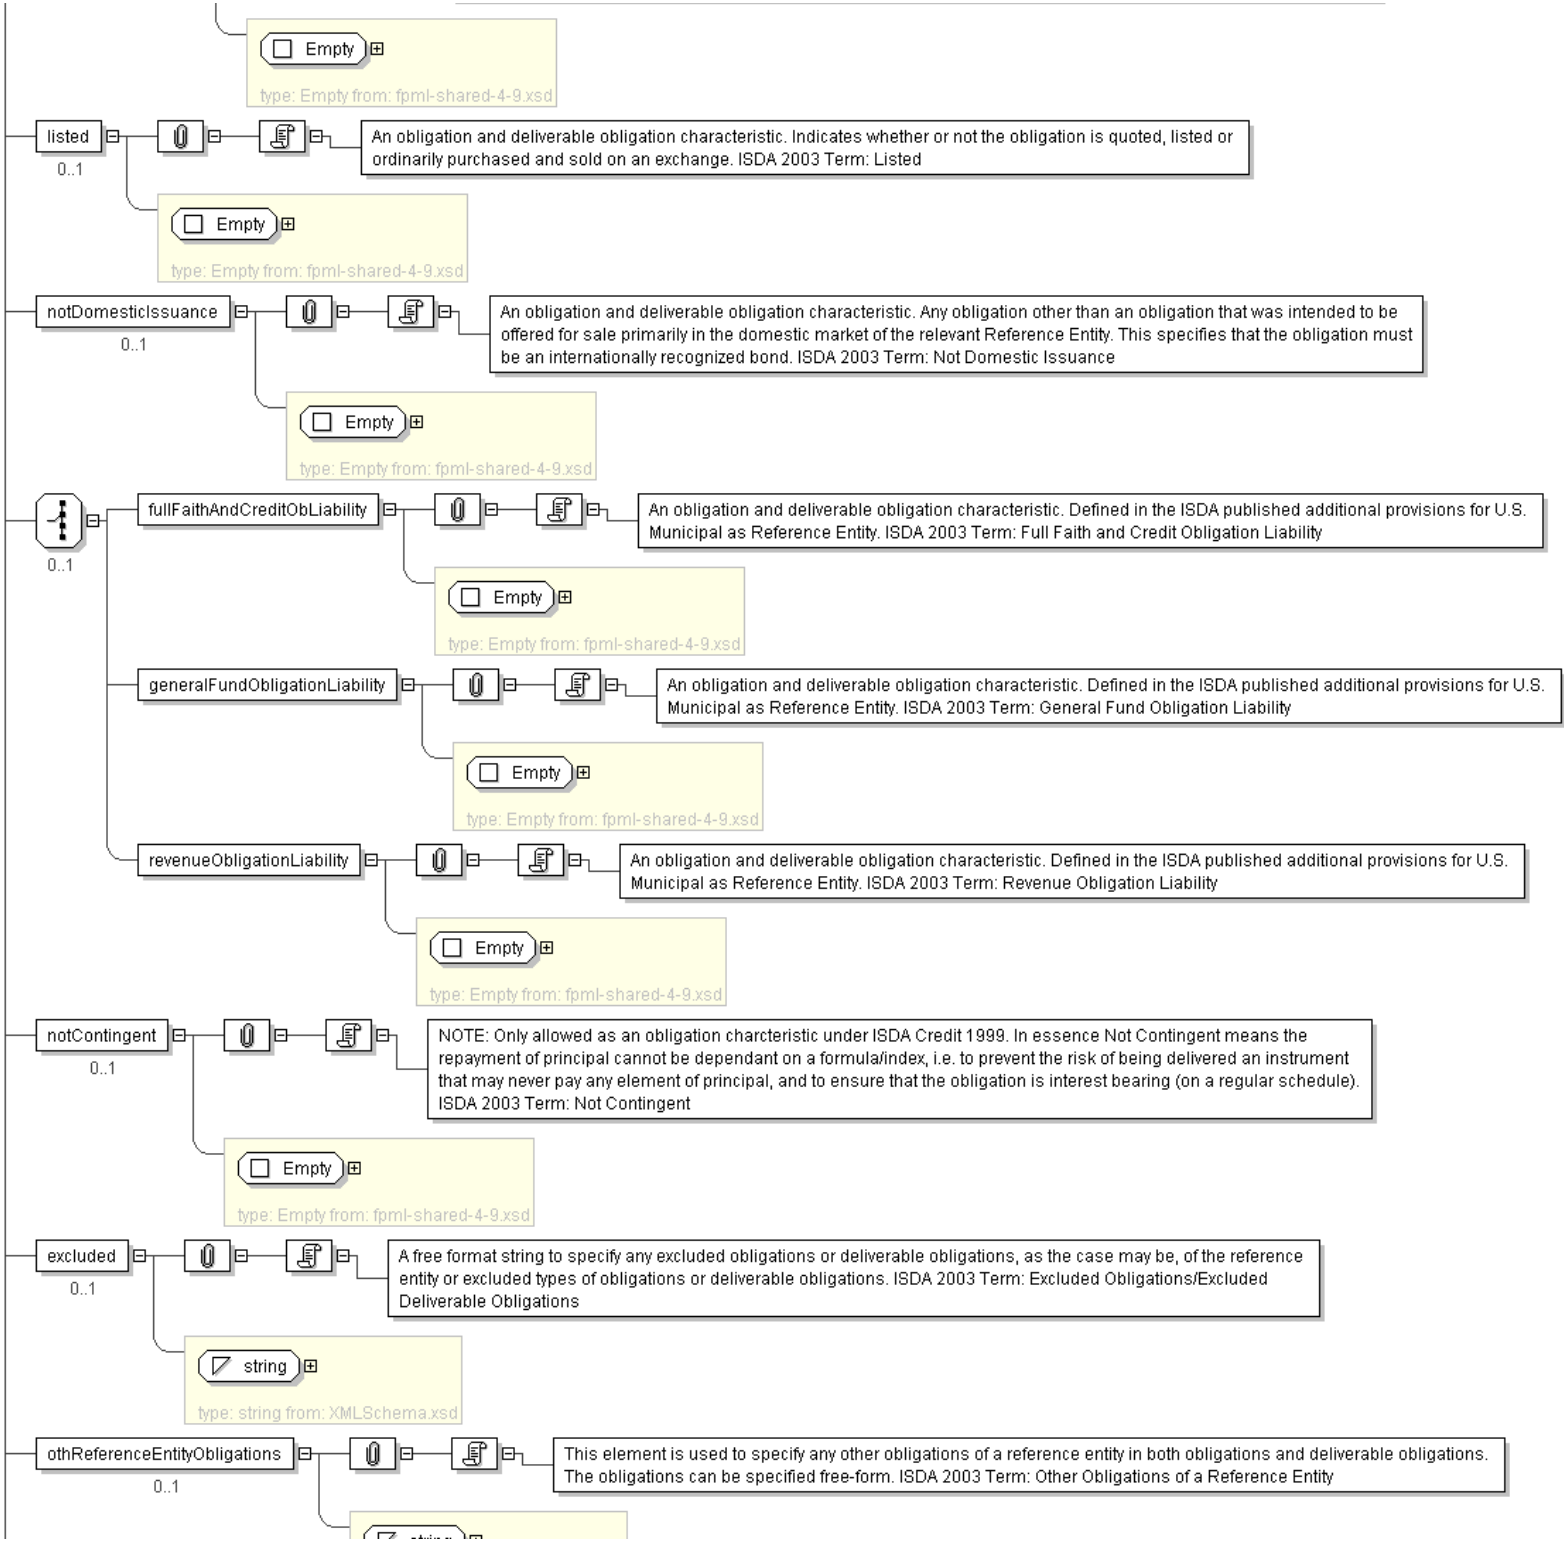 Empty
type: Empty from: fpml-shared-4-9.xsd
listed
0..1
An obligation and deliverable obligation characteristic. Indicates whether or not the obligation is quoted, listed or
ordinarily purchased and sold on an exchange. ISDA 2003 Term: Listed
Empty
type: Empty from: fpml-shared-4-9.xsd
notDomesticIssuance
0..1
An obligation and deliverable obligation characteristic. Any obligation other than an obligation that was intended to be
offered for sale primarily in the domestic market of the relevant Reference Entity. This specifies that the obligation must
be an internationally recognized bond. ISDA 2003 Term: Not Domestic Issuance
Empty
type: Empty from: fpml-shared-4-9.xsd
0..1
fullFaithAndCreditObLiability
An obligation and deliverable obligation characteristic. Defined in the ISDA published additional provisions for U.S.
Municipal as Reference Entity. ISDA 2003 Term: Full Faith and Credit Obligation Liability
Empty
type: Empty from: fpml-shared-4-9.xsd
generalFundObligationLiability
An obligation and deliverable obligation characteristic. Defined in the ISDA published additional provisions for U.S.
Municipal as Reference Entity. ISDA 2003 Term: General Fund Obligation Liability
Empty
type: Empty from: fpml-shared-4-9.xsd
revenueObligationLiability
An obligation and deliverable obligation characteristic. Defined in the ISDA published additional provisions for U.S.
Municipal as Reference Entity. ISDA 2003 Term: Revenue Obligation Liability
Empty
type: Empty from: fpml-shared-4-9.xsd
notContingent
0..1
NOTE: Only allowed as an obligation charcteristic under ISDA Credit 1999. In essence Not Contingent means the
repayment of principal cannot be dependant on a formula/index, i.e. to prevent the risk of being delivered an instrument
that may never pay any element of principal, and to ensure that the obligation is interest bearing (on a regular schedule).
ISDA 2003 Term: Not Contingent
Empty
type: Empty from: fpml-shared-4-9.xsd
excluded
0..1
A free format string to specify any excluded obligations or deliverable obligations, as the case may be, of the reference
entity or excluded types of obligations or deliverable obligations. ISDA 2003 Term: Excluded Obligations/Excluded
Deliverable Obligations
string
type: string from: XMLSchema.xsd
othReferenceEntityObligations
0..1
This element is used to specify any other obligations of a reference entity in both obligations and deliverable obligations.
The obligations can be specified free-form. ISDA 2003 Term: Other Obligations of a Reference Entity